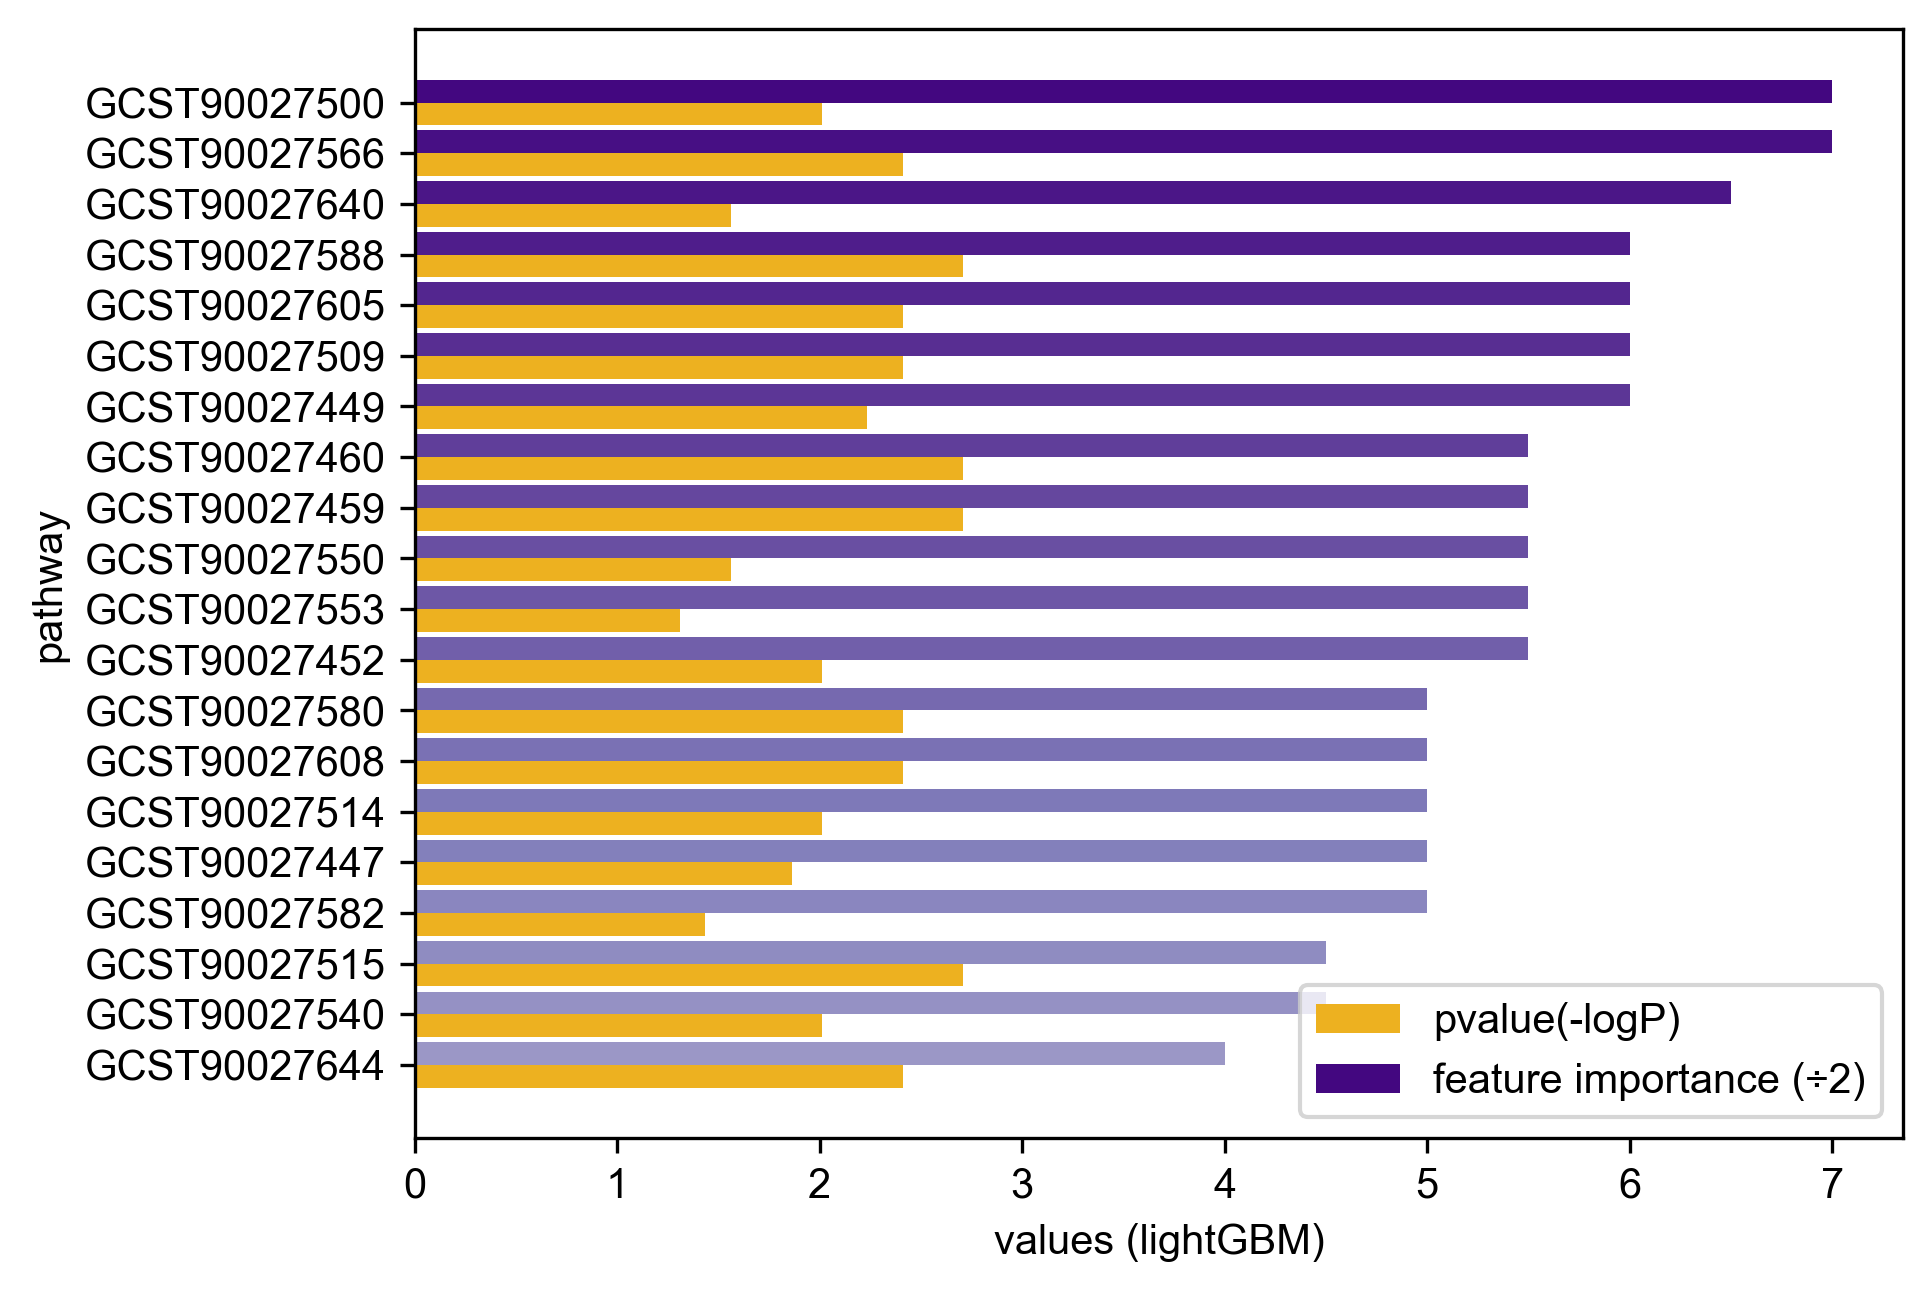 GCST90027500
GCST90027566
GCST90027640
GCST90027588
GCST90027605
GCST90027509
GCST90027449
GCST90027460
GCST90027459
GCST90027550
GCST90027553
GCST90027452
GCST90027580
GCST90027608
GCST90027514
GCST90027447
GCST90027582
GCST90027515
GCST90027540
GCST90027644
pathway
pvalue(-logP)
feature importance (÷2)
0 1 2 3 4 5 6 7
values (lightGBM)